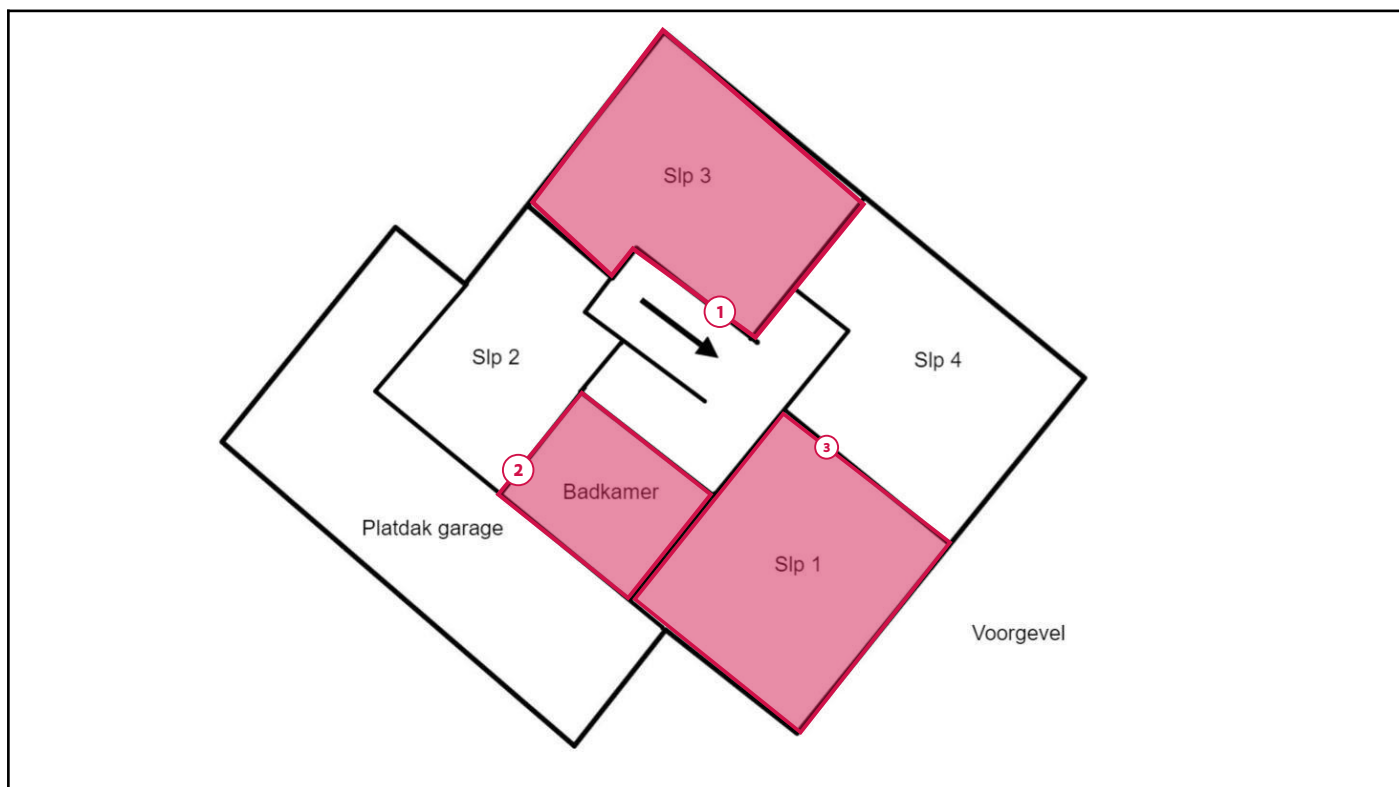 Slp 3
1
Slp 2
Slp 4
3
2
Badkamer
Platdak garage
Slp 1
Voorgevel